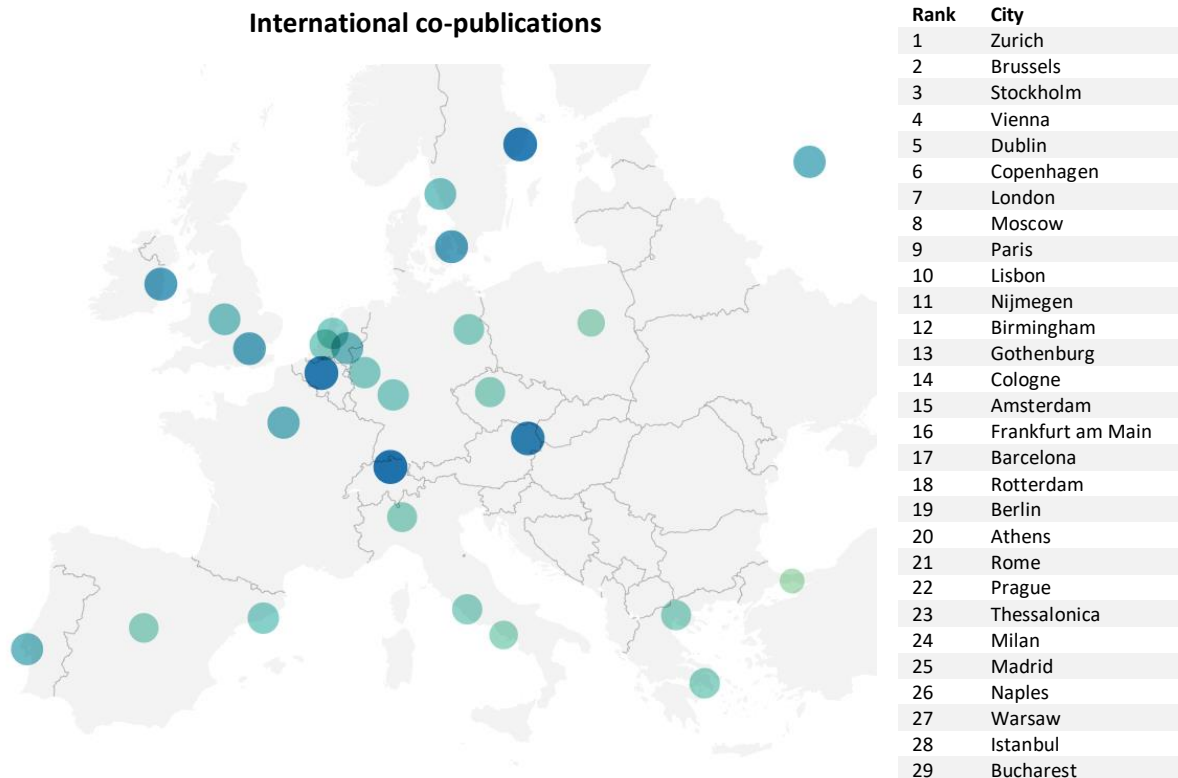 International co-publications
Rank City
1 Zurich
2 Brussels
3 Stockholm
4 Vienna
5 Dublin
6 Copenhagen
7 London
8 Moscow
9 Paris
10 Lisbon
11 Nijmegen
12 Birmingham
13 Gothenburg
14 Cologne
15 Amsterdam
16 Frankfurt am Main
17 Barcelona
18 Rotterdam
19 Berlin
20 Athens
21 Rome
22 Prague
23 Thessalonica
24 Milan
25 Madrid
26 Naples
27 Warsaw
28 Istanbul
29 Bucharest